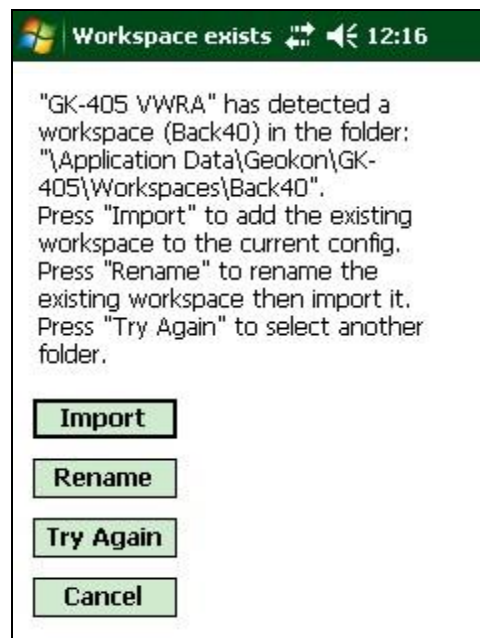 Workspace exists 12:16
"GK-405 VWRA" has detected a
workspace (Back40) in the folder:
"\Application Data\Geokon\GK-
405\Workspaces\Back40".
Press "Import" to add the existing
workspace to the current config.
Press "Rename" to rename the
existing workspace then import it.
Press "Try Again" to select another
folder.
Import
Rename
Try Again
Cancel